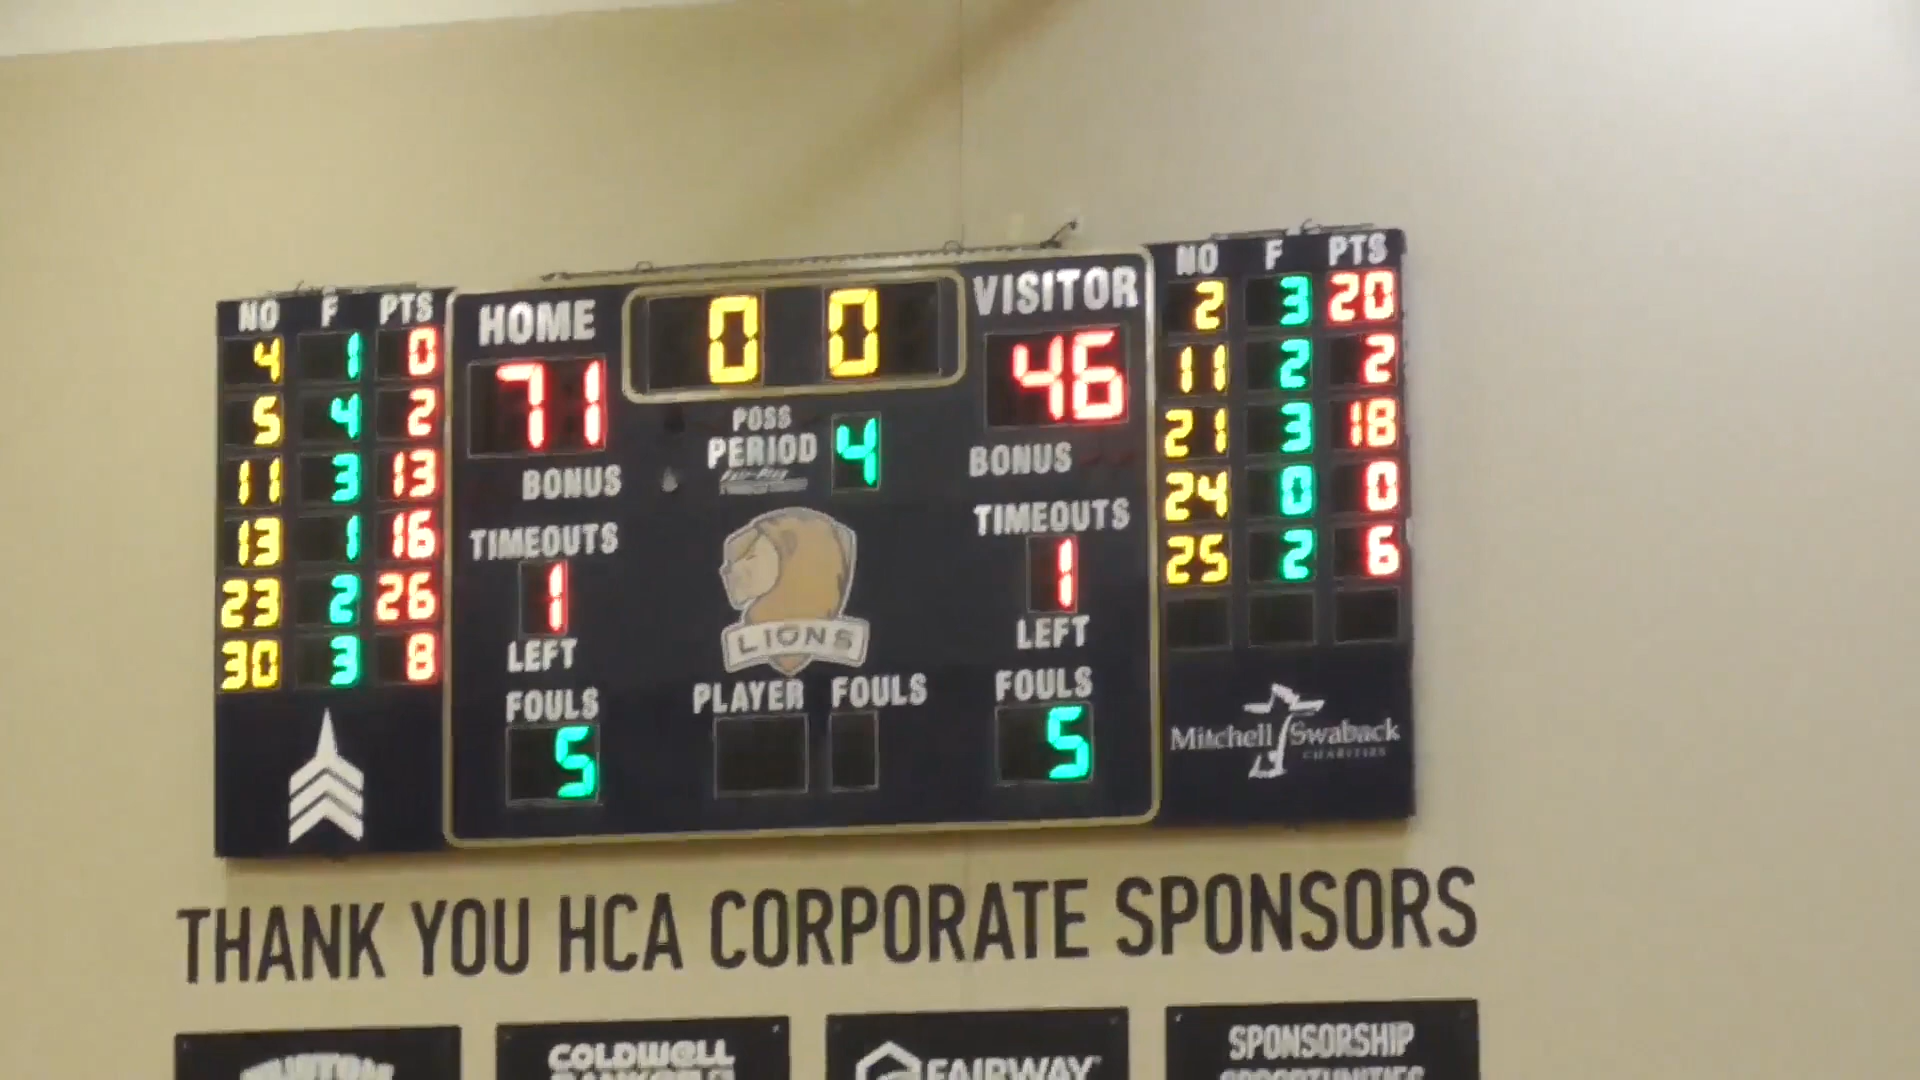 NO F PTS
4 1 0
5 4 2
11 3 13
13 1 16
23 2 26
30 3 8
HOME
71
BONUS
TIMEOUTS
1
LEFT
FOULS
5
0 0
POSS
PERIOD 4
LIONS
PLAYER FOULS
VISITOR
46
BONUS
TIMEOUTS
1
LEFT
FOULS
5
NO F PTS
2 3 20
11 2 2
21 3 18
24 0 0
25 2 6
Mitchell Swaback
CHARITIES
THANK YOU HCA CORPORATE SPONSORS
COLDWELL
FAIRWAY
SPONSORSHIP
OPPORTUNITIES